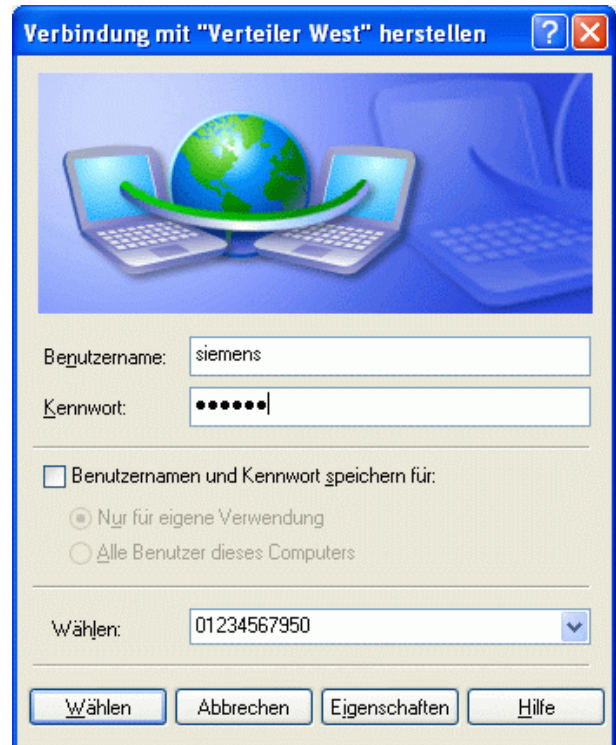 Verbindung mit "Verteiler West" herstellen
Benutzername: siemens
Kennwort: ●●●●●●
Benutzernamen und Kennwort speichern für:
Nur für eigene Verwendung
Alle Benutzer dieses Computers
Wählen: 01234567950
Wählen Abbrechen Eigenschaften Hilfe